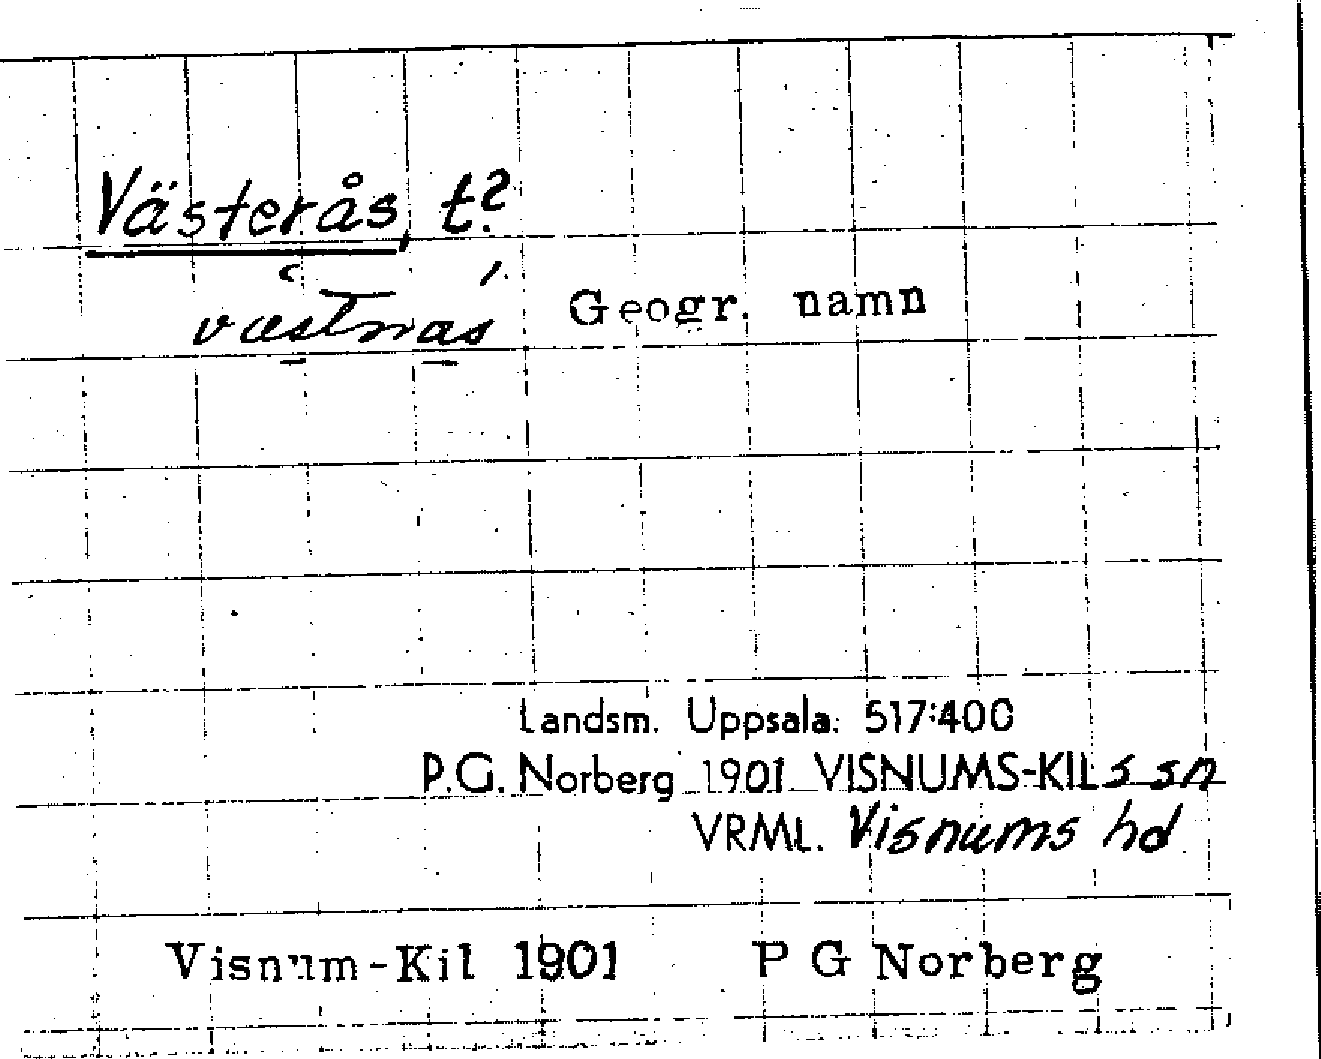 Västerås, t?
västnas Geogr. namn
Landsm. Uppsala: 517:400
P.G. Norberg 1901 VISNUMS-KILs sn
VRML. Visnums hd
Visnum-Kil 1901 P G Norberg